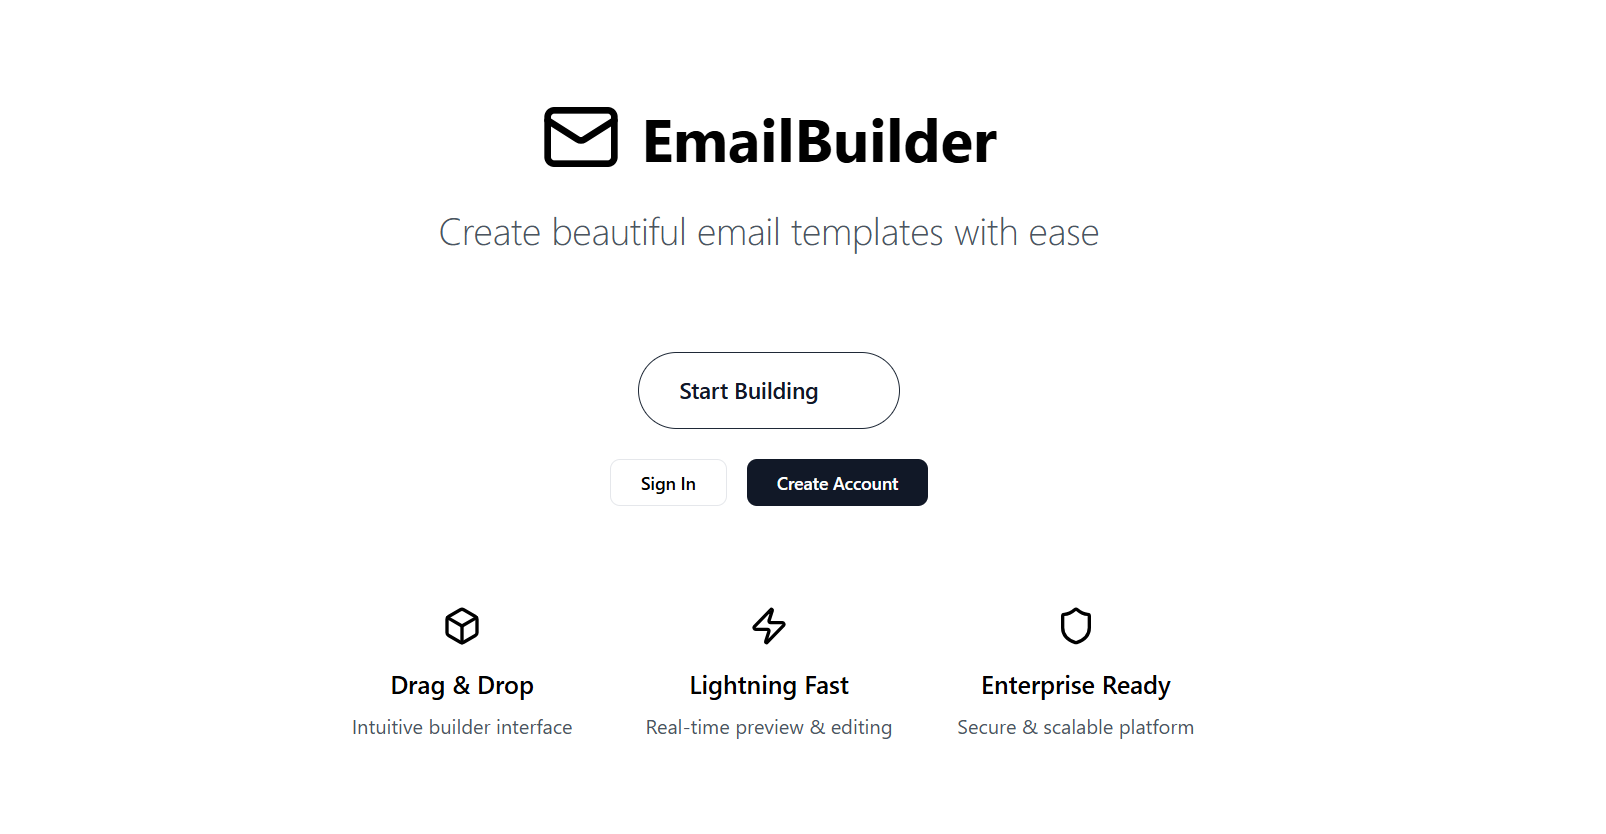 EmailBuilder
Create beautiful email templates with ease
Start Building
Sign In
Create Account
Drag & Drop
Intuitive builder interface
Lightning Fast
Real-time preview & editing
Enterprise Ready
Secure & scalable platform